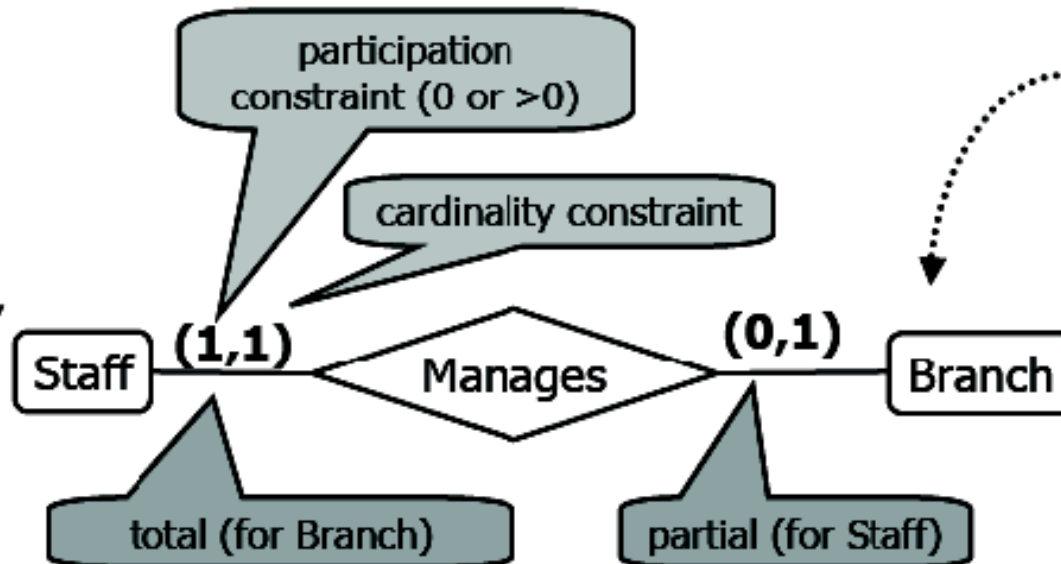 participation
constraint (0 or >0)
cardinality constraint
(1,1)
(0,1)
Staff
Manages
Branch
total (for Branch)
partial (for Staff)